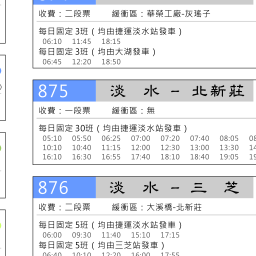 收費：二段票 緩衝區：華榮工廠-灰瑤子
每日固定 3班（均由捷運淡水站發車）
06:10 11:45 18:15
每日固定 3班（均由大湖發車）
06:45 12:20 18:50
875 淡 水 － 北新莊
收費：一段票 緩衝區：無
每日固定 30班（均由捷運淡水站發車）
05:10 05:50 06:25 07:00 07:20 07:40 08:05
10:10 10:40 11:15 12:00 12:30 13:00 13:30
16:10 16:30 16:55 17:40 18:10 18:40 19:05
876 淡 水 － 三 芝
收費：二段票 緩衝區：大溪橋-北新莊
每日固定 5班（均由捷運淡水站發車）
06:00 09:30 11:40 15:10 17:15
每日固定 5班（均由三芝站發車）
06:40 10:10 12:20 16:00 17:55